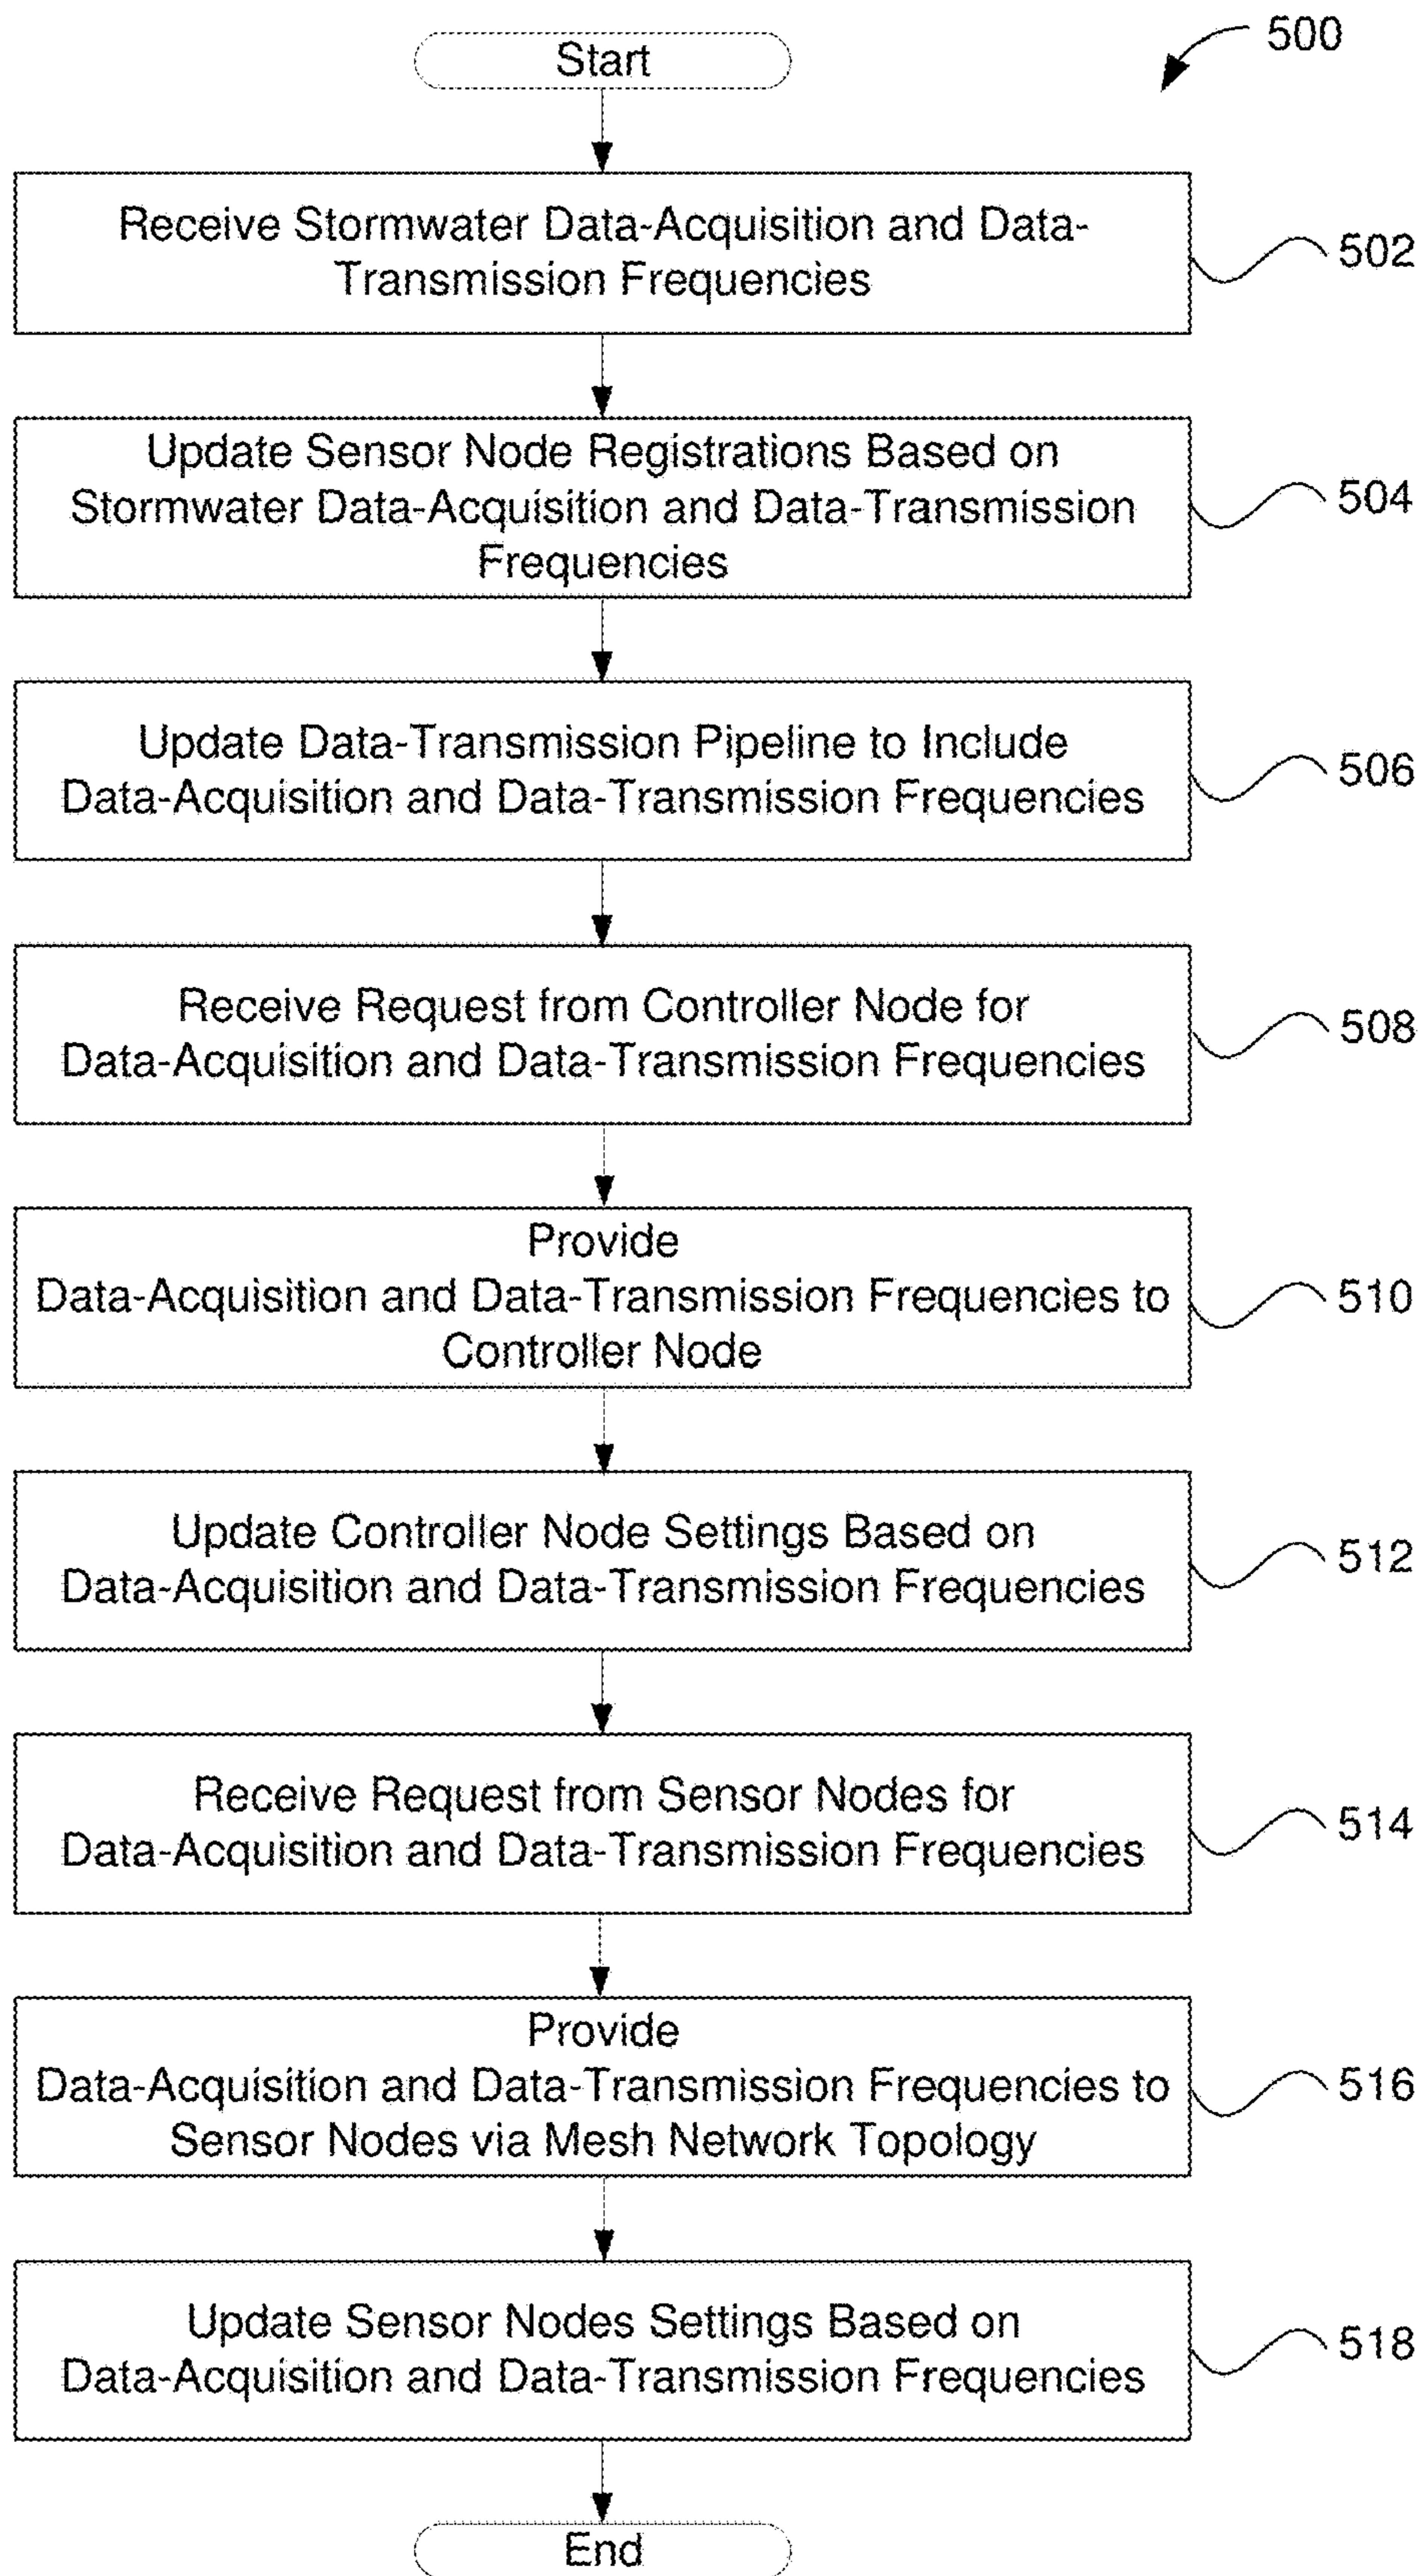 500
Start
Receive Stormwater Data-Acquisition and Data-
Transmission Frequencies
502
Update Sensor Node Registrations Based on
Stormwater Data-Acquisition and Data-Transmission
Frequencies
504
Update Data-Transmission Pipeline to Include
Data-Acquisition and Data-Transmission Frequencies
506
Receive Request from Controller Node for
Data-Acquisition and Data-Transmission Frequencies
508
Provide
Data-Acquisition and Data-Transmission Frequencies to
Controller Node
510
Update Controller Node Settings Based on
Data-Acquisition and Data-Transmission Frequencies
512
Receive Request from Sensor Nodes for
Data-Acquisition and Data-Transmission Frequencies
514
Provide
Data-Acquisition and Data-Transmission Frequencies to
Sensor Nodes via Mesh Network Topology
516
Update Sensor Nodes Settings Based on
Data-Acquisition and Data-Transmission Frequencies
518
End